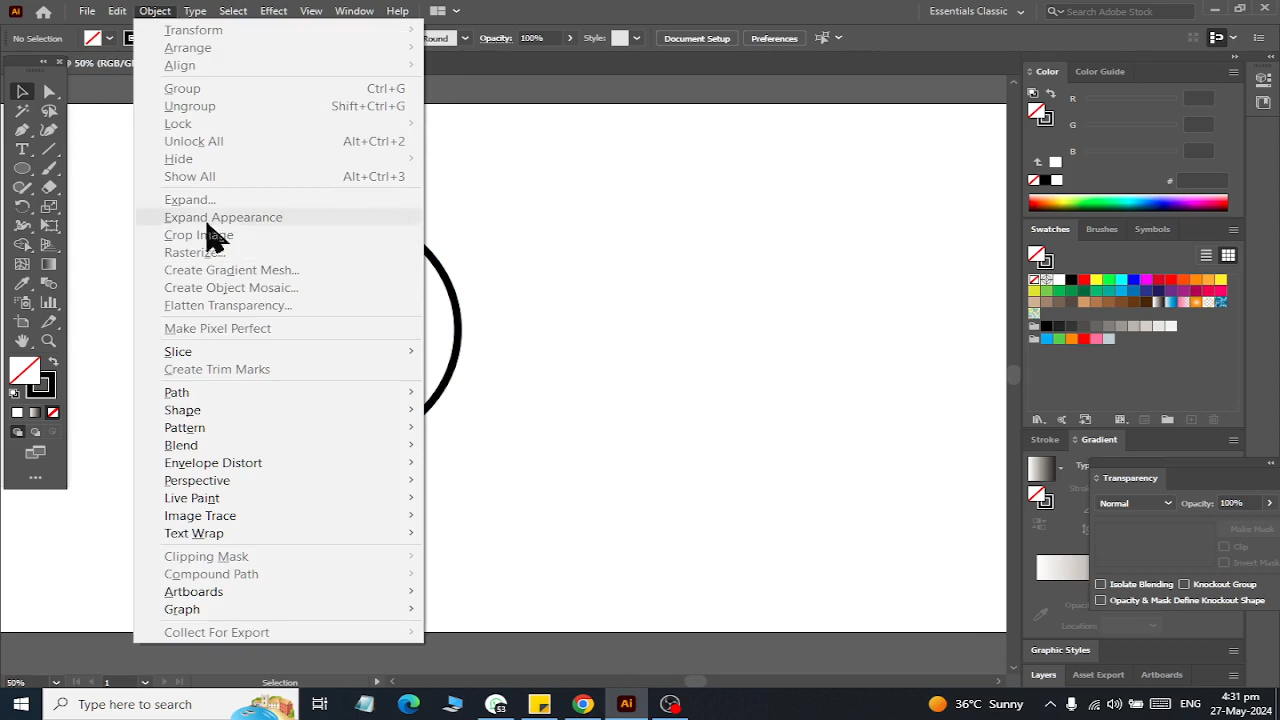 Ai Object Edit File Type Select Effect View Window Help Essentials Classic Search Adobe Stock
No Selection Round Opacity: 100% Style: Document Setup Preferences
@ 50% (RGB/G
Transform
Arrange
Align
Group Ctrl+G
Ungroup Shift+Ctrl+G
Lock
Unlock All Alt+Ctrl+2
Hide
Show All Alt+Ctrl+3
Expand...
Expand Appearance
Crop Image
Rasterize...
Create Gradient Mesh...
Create Object Mosaic...
Flatten Transparency...
Make Pixel Perfect
Slice
Create Trim Marks
Path
Shape
Pattern
Blend
Envelope Distort
Perspective
Live Paint
Image Trace
Text Wrap
Clipping Mask
Compound Path
Artboards
Graph
Collect For Export
Color Color Guide
R
G
B
#
Swatches Brushes Symbols
Stroke Gradient
Typ
Strok
Transparency
Normal Opacity: 100%
Make Mask
Clip
Invert Mask
Isolate Blending Knockout Group
Opacity & Mask Define Knockout Shape
Opac
Locatio
Graphic Styles
Layers Asset Export Artboards
50% 1 Selection
Type here to search Ai 36°C Sunny 4:31 pm
27-May-2024